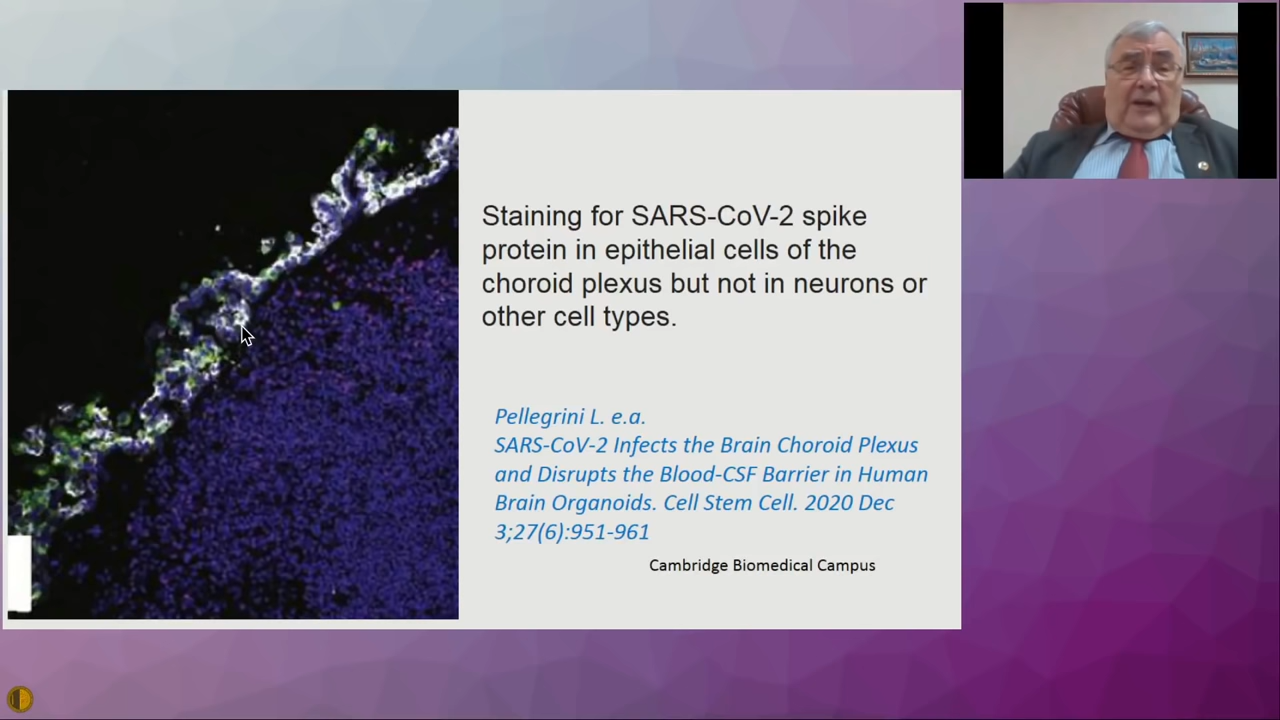 Staining for SARS-CoV-2 spike
protein in epithelial cells of the
choroid plexus but not in neurons or
other cell types.
Pellegrini L. e.a.
SARS-CoV-2 Infects the Brain Choroid Plexus
and Disrupts the Blood-CSF Barrier in Human
Brain Organoids. Cell Stem Cell. 2020 Dec
3;27(6):951-961
Cambridge Biomedical Campus